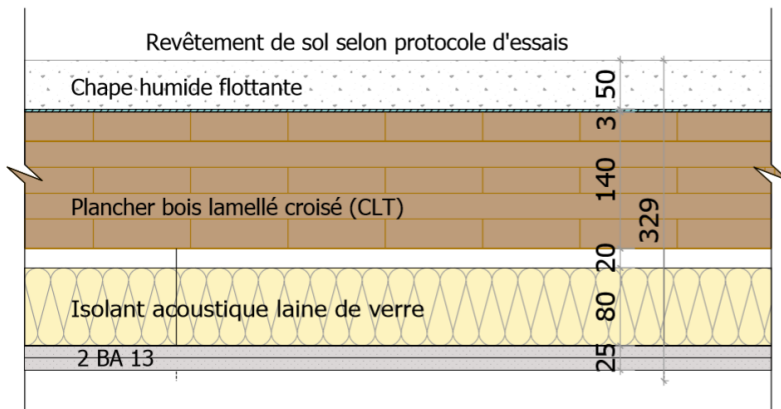 Revêtement de sol selon protocole d'essais
Chape humide flottante
50
3
Plancher bois lamellé croisé (CLT)
140
329
20
Isolant acoustique laine de verre
80
2 BA 13
25